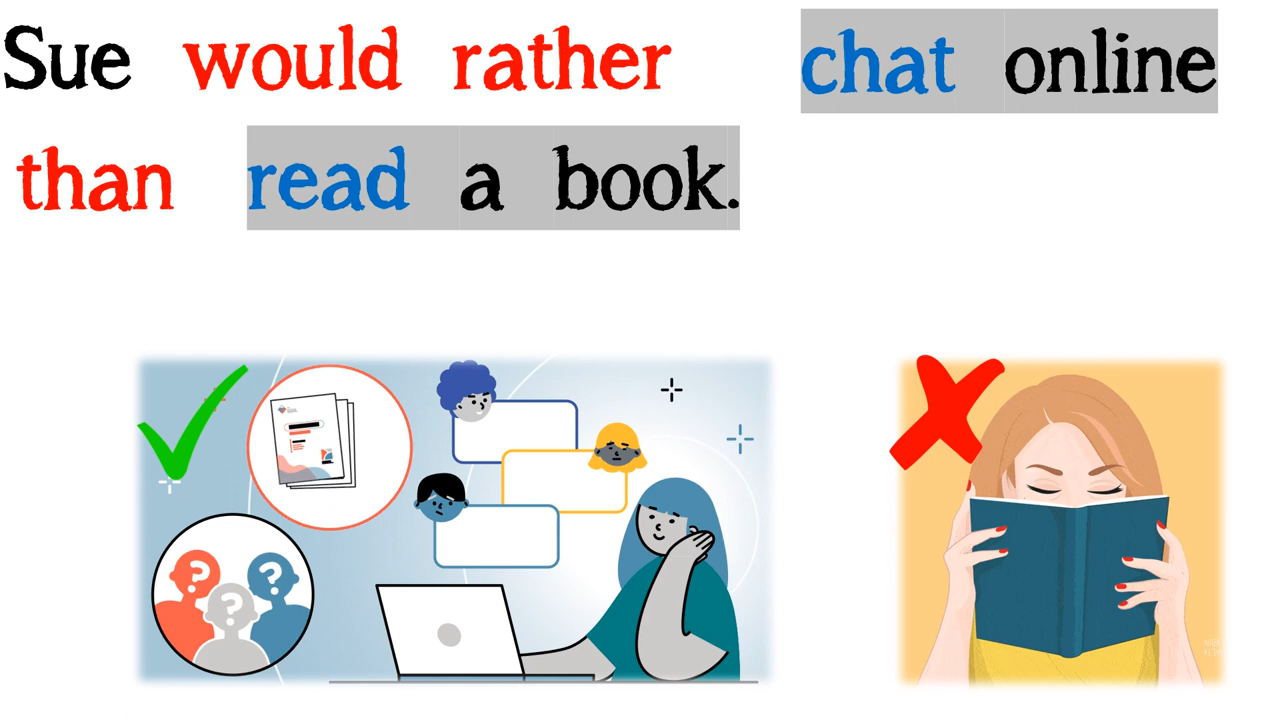 Sue would rather chat online
than read a book.
? ? ?